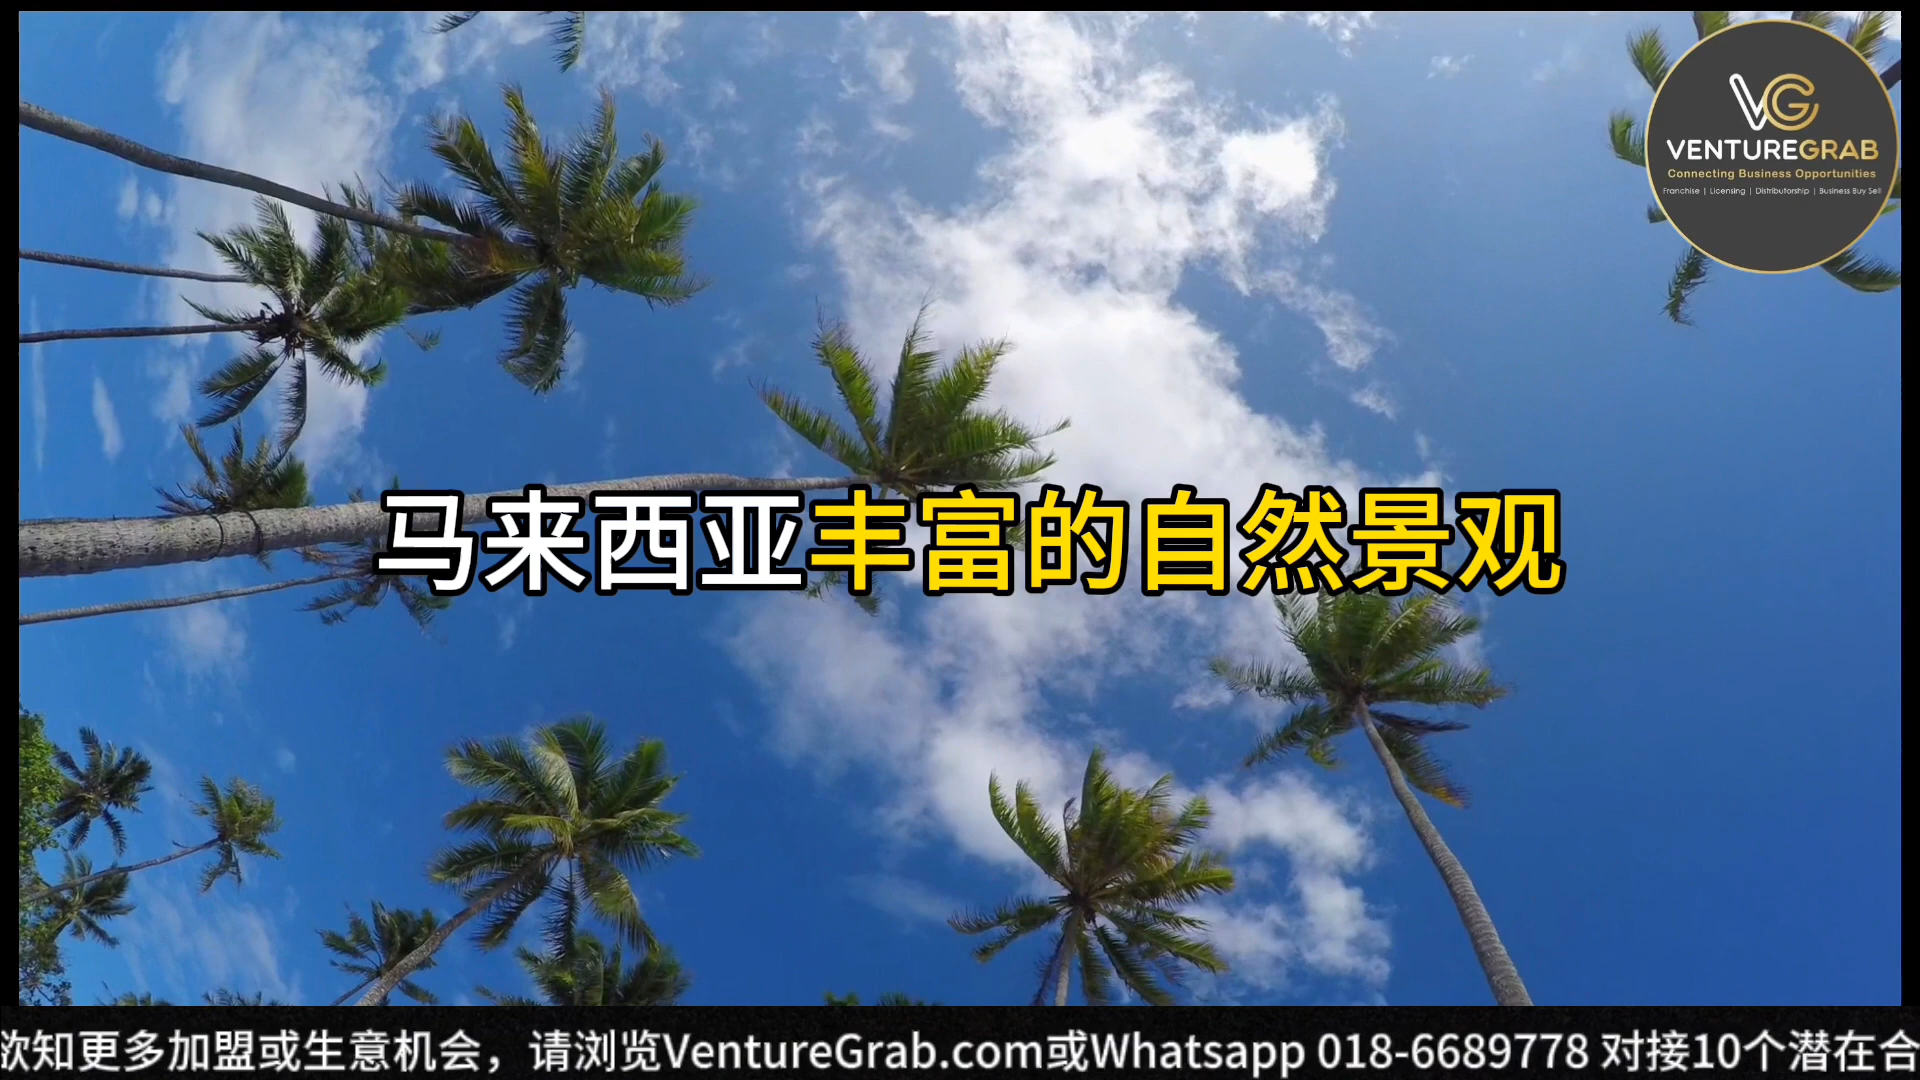 VG
VENTUREGRAB
Connecting Business Opportunities
Franchise | Licensing | Distributorship | Business Buy Sell
马来西亚丰富的自然景观
欲知更多加盟或生意机会，请浏览VentureGrab.com或Whatsapp 018-6689778 对接10个潜在合